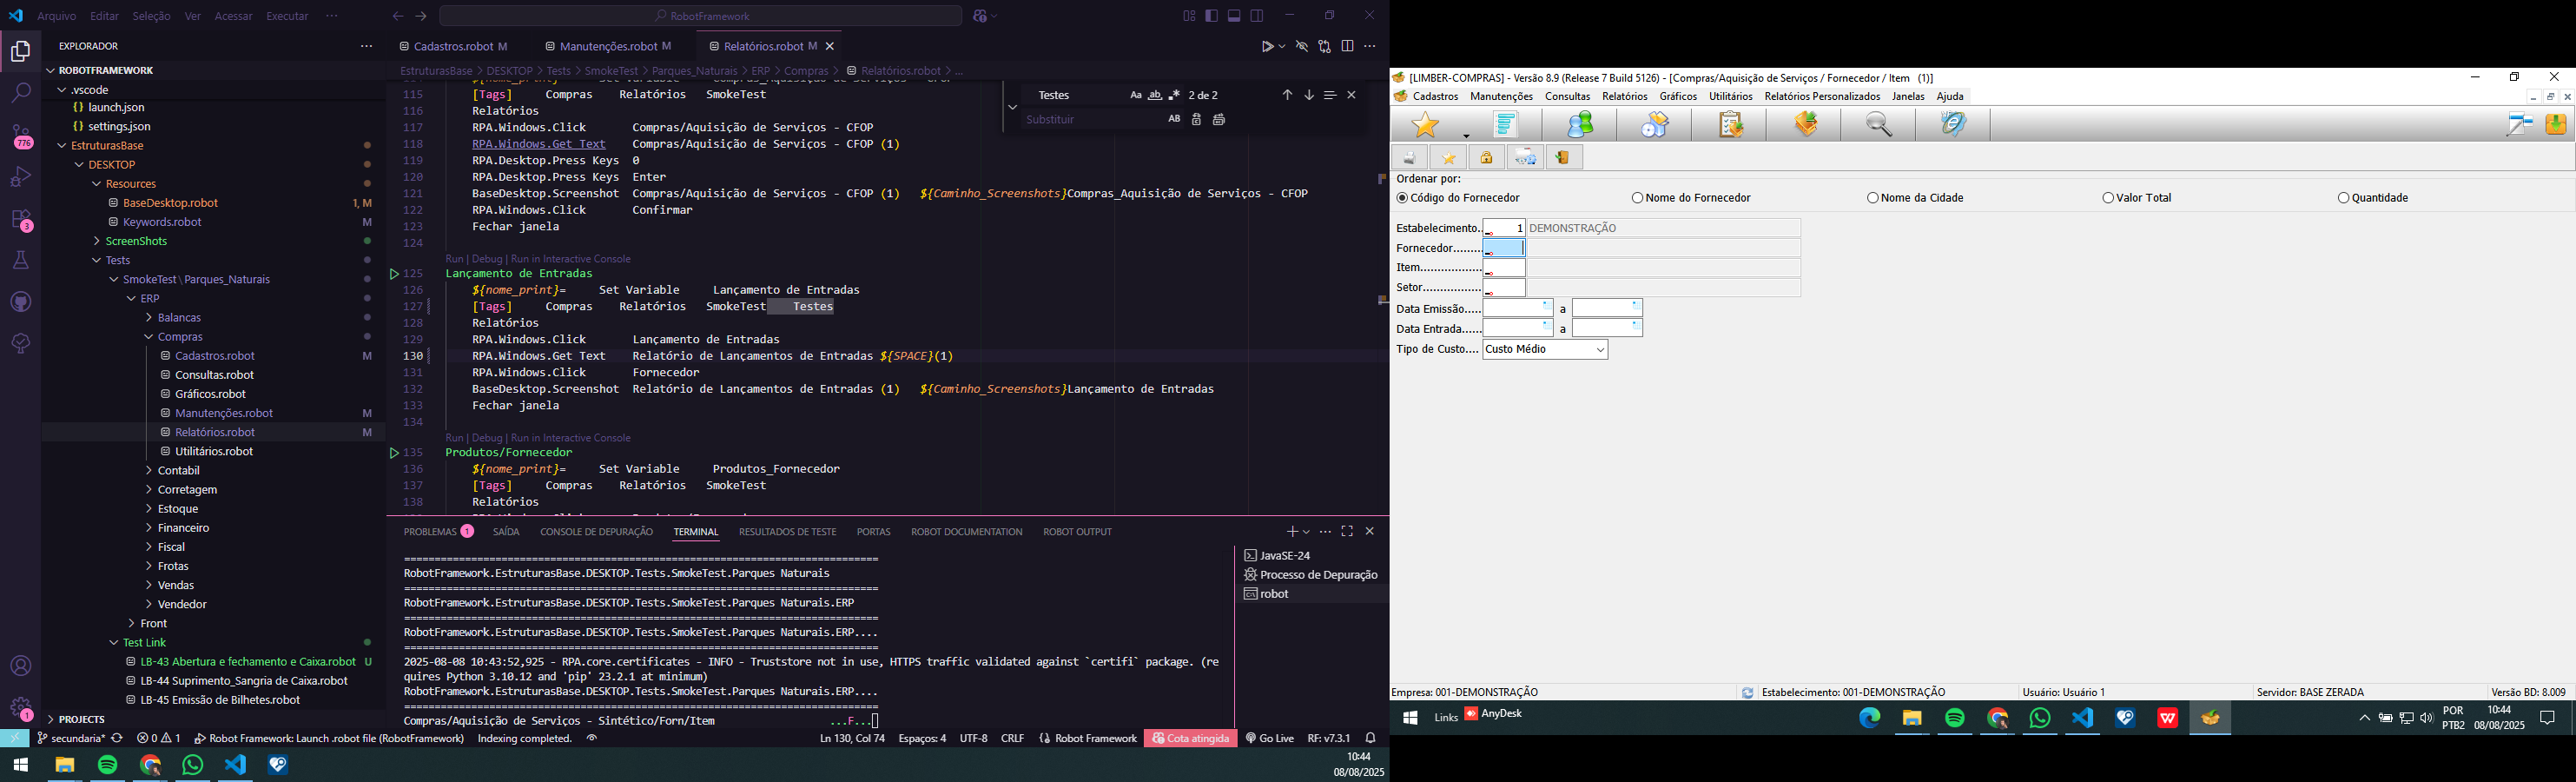 Arquivo Editar Seleção Ver Acessar Executar ···
RobotFramework
EXPLORADOR
ROBOTFRAMEWORK
.vscode
launch.json
settings.json
EstruturasBase
DESKTOP
Resources
BaseDesktop.robot 1, M
Keywords.robot M
ScreenShots
Tests
SmokeTest\Parques_Naturais
ERP
Balancas
Compras
Cadastros.robot M
Consultas.robot
Gráficos.robot
Manutenções.robot M
Relatórios.robot M
Utilitários.robot
Contabil
Corretagem
Estoque
Financeiro
Fiscal
Frotas
Vendas
Vendedor
Front
Test Link
LB-43 Abertura e fechamento e Caixa.robot U
LB-44 Suprimento_Sangria de Caixa.robot
LB-45 Emissão de Bilhetes.robot
PROJECTS
776
3
1
Cadastros.robot M
Manutenções.robot M
Relatórios.robot M
EstruturasBase > DESKTOP > Tests > SmokeTest > Parques_Naturais > ERP > Compras > Relatórios.robot > ...
Testes
Aa ab 2 de 2
Substituir
AB
115 [Tags] Compras Relatórios SmokeTest
116 Relatórios
117 RPA.Windows.Click Compras/Aquisição de Serviços - CFOP
118 RPA.Windows.Get Text Compras/Aquisição de Serviços - CFOP (1)
119 RPA.Desktop.Press Keys 0
120 RPA.Desktop.Press Keys Enter
121 BaseDesktop.Screenshot Compras/Aquisição de Serviços - CFOP (1) ${Caminho_Screenshots}Compras_Aquisição de Serviços - CFOP
122 RPA.Windows.Click Confirmar
123 Fechar janela
124
Run | Debug | Run in Interactive Console
125 Lançamento de Entradas
126 ${nome_print}= Set Variable Lançamento de Entradas
127 [Tags] Compras Relatórios SmokeTest Testes
128 Relatórios
129 RPA.Windows.Click Lançamento de Entradas
130 RPA.Windows.Get Text Relatório de Lançamentos de Entradas ${SPACE}(1)
131 RPA.Windows.Click Fornecedor
132 BaseDesktop.Screenshot Relatório de Lançamentos de Entradas (1) ${Caminho_Screenshots}Lançamento de Entradas
133 Fechar janela
134
Run | Debug | Run in Interactive Console
135 Produtos/Fornecedor
136 ${nome_print}= Set Variable Produtos_Fornecedor
137 [Tags] Compras Relatórios SmokeTest
138 Relatórios
PROBLEMAS 1 SAÍDA CONSOLE DE DEPURAÇÃO TERMINAL RESULTADOS DE TESTE PORTAS ROBOT DOCUMENTATION ROBOT OUTPUT
==============================================================================
RobotFramework.EstruturasBase.DESKTOP.Tests.SmokeTest.Parques Naturais
==============================================================================
RobotFramework.EstruturasBase.DESKTOP.Tests.SmokeTest.Parques Naturais.ERP
==============================================================================
RobotFramework.EstruturasBase.DESKTOP.Tests.SmokeTest.Parques Naturais.ERP....
==============================================================================
2025-08-08 10:43:52,925 - RPA.core.certificates - INFO - Truststore not in use, HTTPS traffic validated against `certifi` package. (re
quires Python 3.10.12 and 'pip' 23.2.1 at minimum)
RobotFramework.EstruturasBase.DESKTOP.Tests.SmokeTest.Parques Naturais.ERP....
==============================================================================
Compras/Aquisição de Serviços - Sintético/Forn/Item ...F...
JavaSE-24
Processo de Depuração
robot
secundaria* 0 1 Robot Framework: Launch .robot file (RobotFramework) Indexing completed.
Ln 130, Col 74 Espaços: 4 UTF-8 CRLF Robot Framework Cota atingida Go Live RF: v7.3.1
10:44
08/08/2025
[LIMBER-COMPRAS] - Versão 8.9 (Release 7 Build 5126) - [Compras/Aquisição de Serviços / Fornecedor / Item (1)]
Cadastros Manutenções Consultas Relatórios Gráficos Utilitários Relatórios Personalizados Janelas Ajuda
Ordenar por:
Código do Fornecedor Nome do Fornecedor Nome da Cidade Valor Total Quantidade
Estabelecimento.. 1 DEMONSTRAÇÃO
Fornecedor.........
Item..................
Setor.................
Data Emissão..... a
Data Entrada...... a
Tipo de Custo.... Custo Médio
Empresa: 001-DEMONSTRAÇÃO Estabelecimento: 001-DEMONSTRAÇÃO Usuário: Usuário 1 Servidor: BASE ZERADA Versão BD: 8.009
Links AnyDesk
POR
PTB2
10:44
08/08/2025